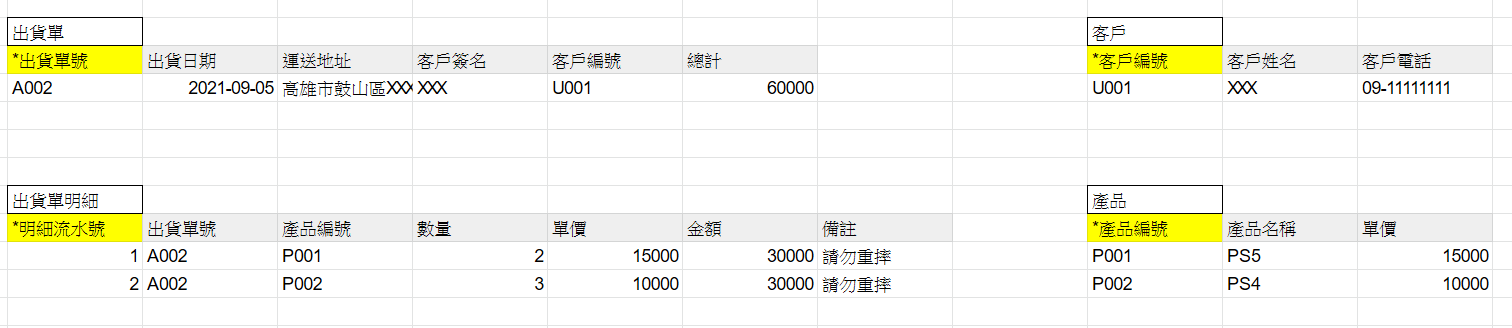 出貨單 客戶
*出貨單號 出貨日期 運送地址 客戶簽名 客戶編號 總計 *客戶編號 客戶姓名 客戶電話
A002 2021-09-05 高雄市鼓山區XXX XXX U001 60000 U001 XXX 09-11111111
出貨單明細 產品
*明細流水號 出貨單號 產品編號 數量 單價 金額 備註 *產品編號 產品名稱 單價
1 A002 P001 2 15000 30000 請勿重摔 P001 PS5 15000
2 A002 P002 3 10000 30000 請勿重摔 P002 PS4 10000